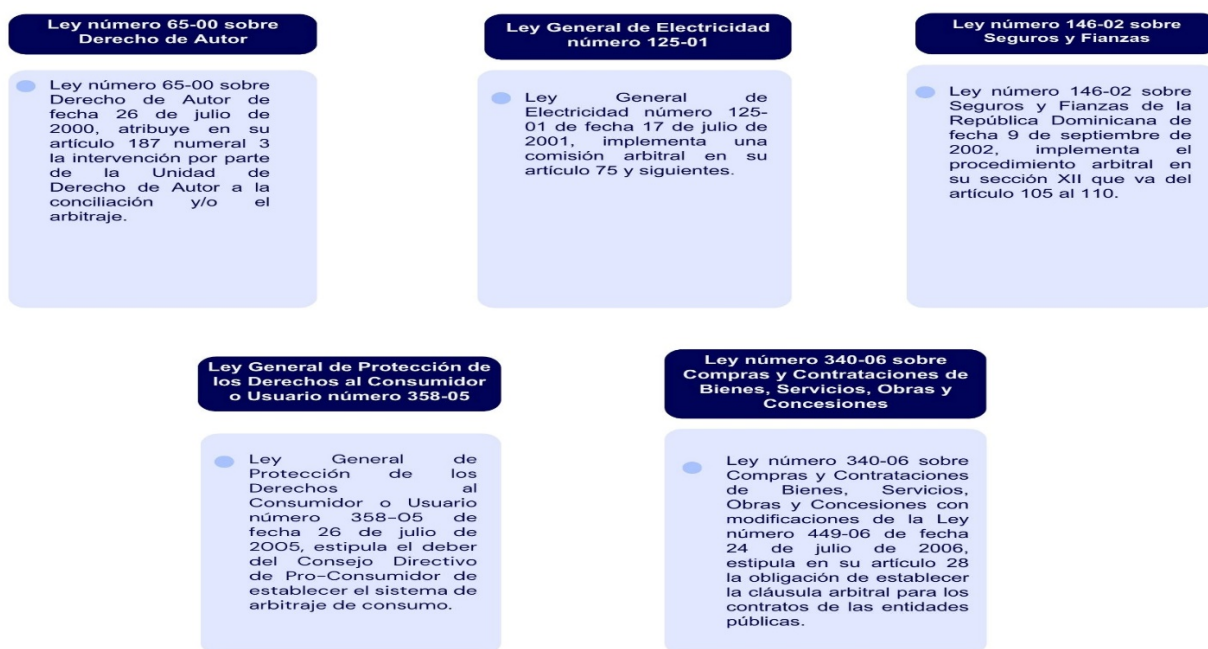 Ley número 65-00 sobre
Derecho de Autor
Ley número 65-00 sobre
Derecho de Autor de
fecha 26 de julio de
2000, atribuye en su
artículo 187 numeral 3
la intervención por parte
de la Unidad de
Derecho de Autor a la
conciliación y/o el
arbitraje.
Ley General de Electricidad
número 125-01
Ley General de
Electricidad número 125-
01 de fecha 17 de julio de
2001, implementa una
comisión arbitral en su
artículo 75 y siguientes.
Ley número 146-02 sobre
Seguros y Fianzas
Ley número 146-02 sobre
Seguros y Fianzas de la
República Dominicana de
fecha 9 de septiembre de
2002, implementa el
procedimiento arbitral en
su sección XII que va del
artículo 105 al 110.
Ley General de Protección de
los Derechos al Consumidor
o Usuario número 358-05
Ley General de
Protección de los
Derechos al
Consumidor o Usuario
número 358-05 de
fecha 26 de julio de
2005, estipula el deber
del Consejo Directivo
de Pro-Consumidor de
establecer el sistema de
arbitraje de consumo.
Ley número 340-06 sobre
Compras y Contrataciones de
Bienes, Servicios, Obras y
Concesiones
Ley número 340-06 sobre
Compras y Contrataciones
de Bienes, Servicios,
Obras y Concesiones con
modificaciones de la Ley
número 449-06 de fecha
24 de julio de 2006,
estipula en su artículo 28
la obligación de establecer
la cláusula arbitral para los
contratos de las entidades
públicas.